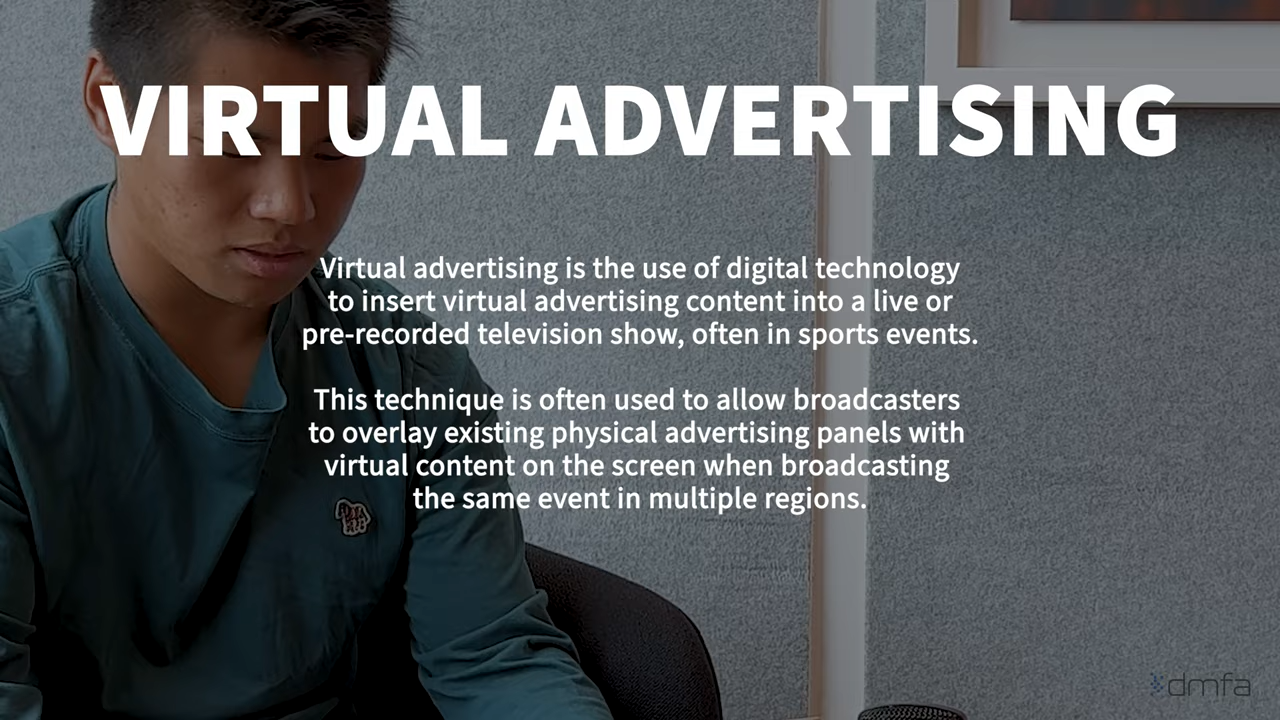 VIRTUAL ADVERTISING
Virtual advertising is the use of digital technology
to insert virtual advertising content into a live or
pre-recorded television show, often in sports events.
This technique is often used to allow broadcasters
to overlay existing physical advertising panels with
virtual content on the screen when broadcasting
the same event in multiple regions.
dmfa